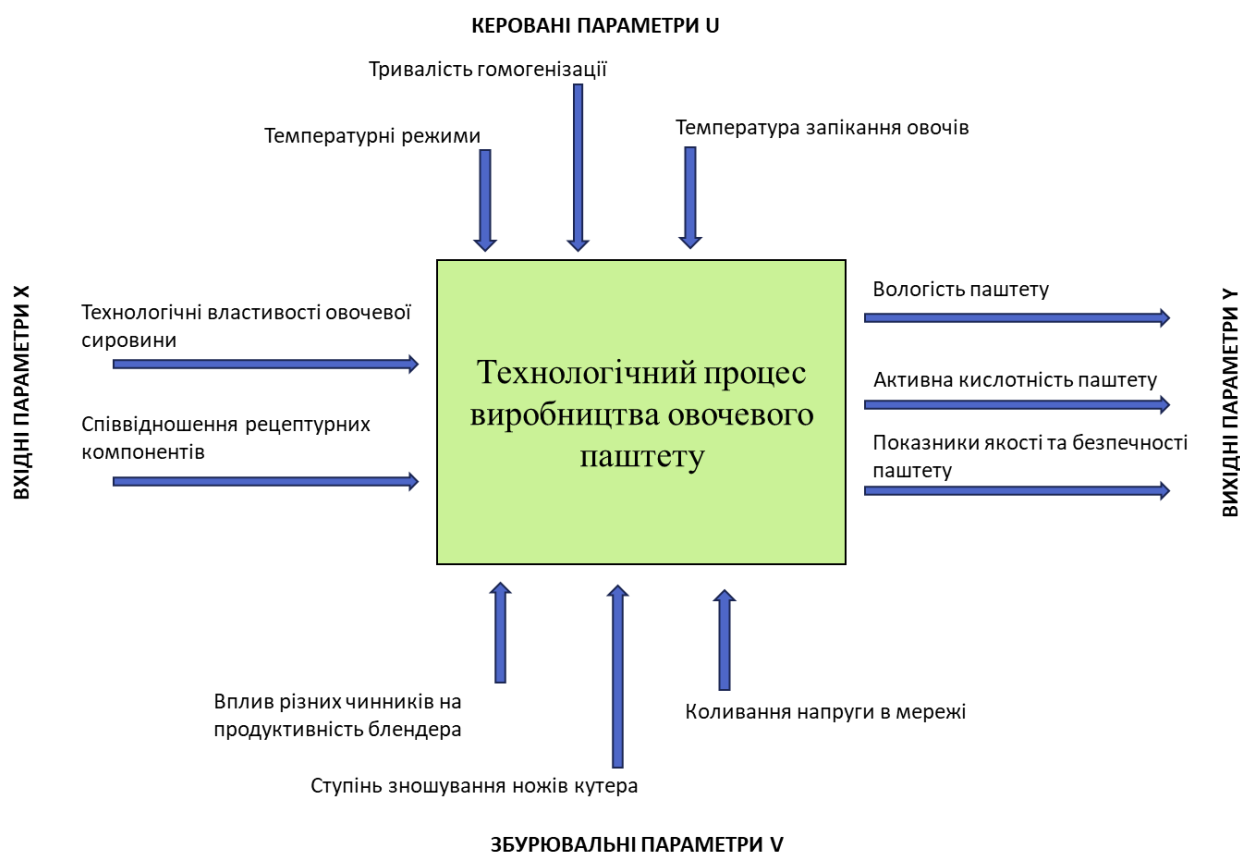 КЕРОВАНІ ПАРАМЕТРИ U
Тривалість гомогенізації
Температурні режими
Температура запікання овочів
ВХІДНІ ПАРАМЕТРИ X
Технологічні властивості овочевої
сировини
Співвідношення рецептурних
компонентів
Технологічний процес
виробництва овочевого
паштету
Вологість паштету
Активна кислотність паштету
Показники якості та безпечності
паштету
ВИХІДНІ ПАРАМЕТРИ Y
Вплив різних чинників на
продуктивність блендера
Коливання напруги в мережі
Ступінь зношування ножів кутера
ЗБУРЮВАЛЬНІ ПАРАМЕТРИ V